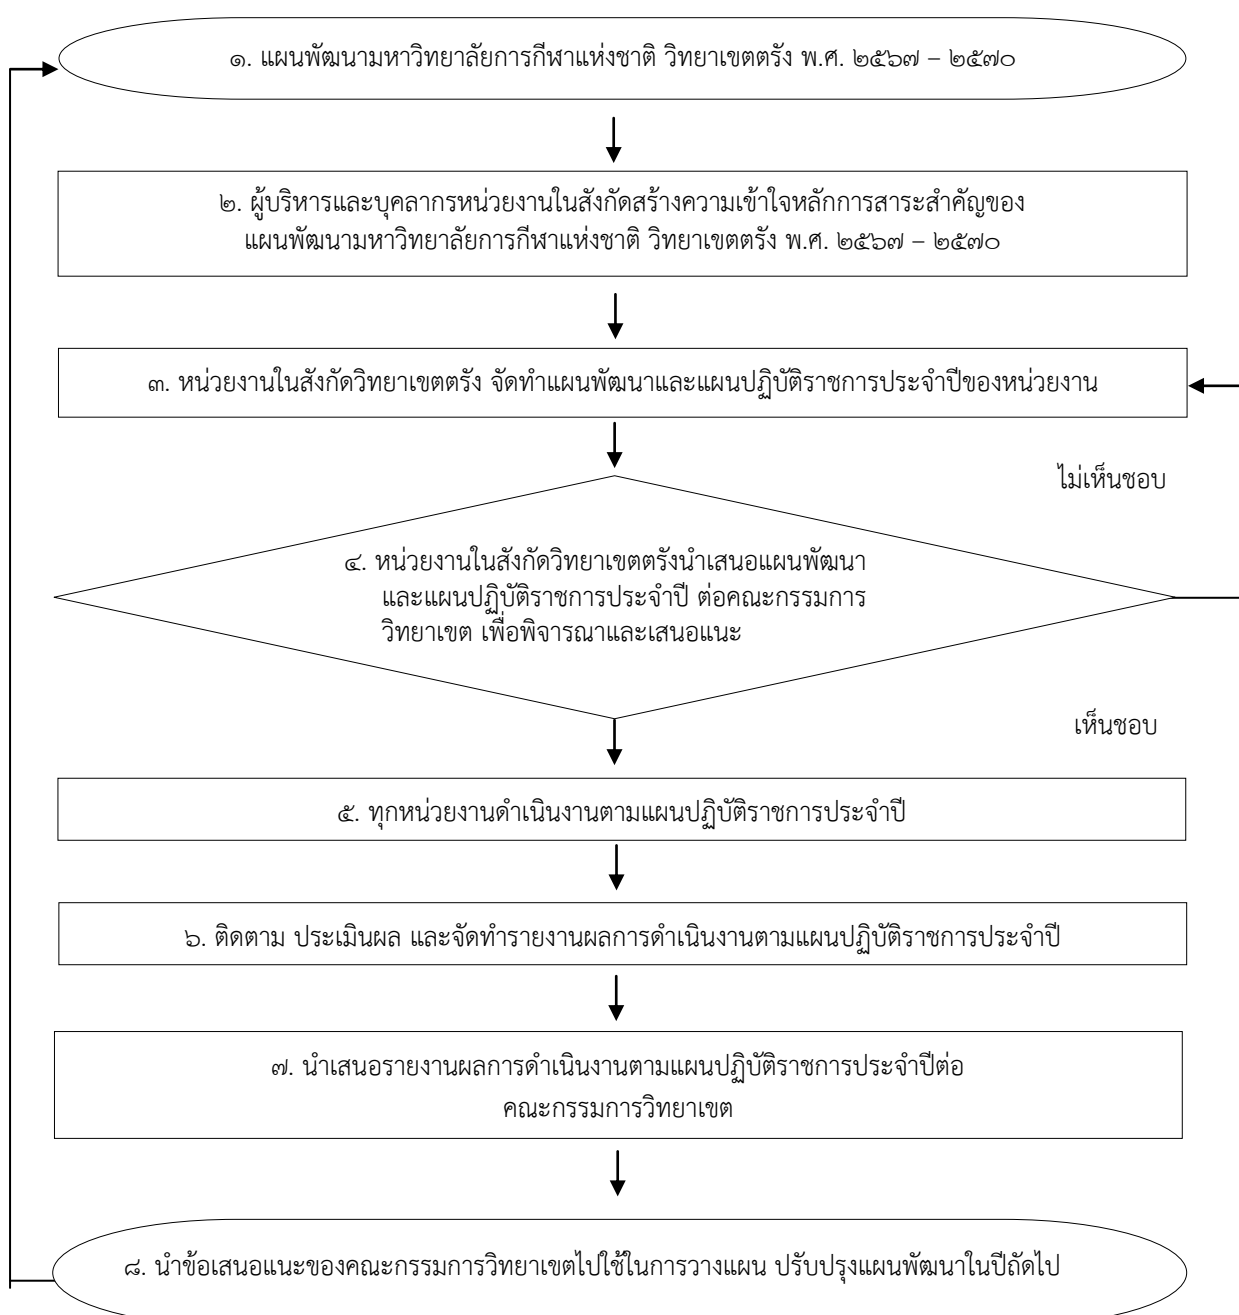 ๑. แผนพัฒนามหาวิทยาลัยการกีฬาแห่งชาติ วิทยาเขตตรัง พ.ศ. ๒๕๖๗ – ๒๕๗๐
๒. ผู้บริหารและบุคลากรหน่วยงานในสังกัดสร้างความเข้าใจหลักการสาระสำคัญของ
แผนพัฒนามหาวิทยาลัยการกีฬาแห่งชาติ วิทยาเขตตรัง พ.ศ. ๒๕๖๗ – ๒๕๗๐
๓. หน่วยงานในสังกัดวิทยาเขตตรัง จัดทำแผนพัฒนาและแผนปฏิบัติราชการประจำปีของหน่วยงาน
ไม่เห็นชอบ
๔. หน่วยงานในสังกัดวิทยาเขตตรังนำเสนอแผนพัฒนา
และแผนปฏิบัติราชการประจำปี ต่อคณะกรรมการ
วิทยาเขต เพื่อพิจารณาและเสนอแนะ
เห็นชอบ
๕. ทุกหน่วยงานดำเนินงานตามแผนปฏิบัติราชการประจำปี
๖. ติดตาม ประเมินผล และจัดทำรายงานผลการดำเนินงานตามแผนปฏิบัติราชการประจำปี
๗. นำเสนอรายงานผลการดำเนินงานตามแผนปฏิบัติราชการประจำปีต่อ
คณะกรรมการวิทยาเขต
๘. นำข้อเสนอแนะของคณะกรรมการวิทยาเขตไปใช้ในการวางแผน ปรับปรุงแผนพัฒนาในปีถัดไป